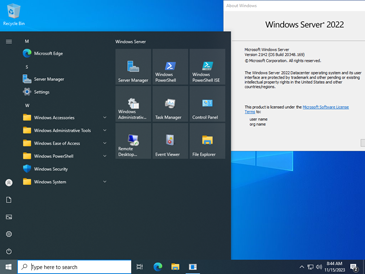 Recycle Bin
About Windows
Windows Server® 2022
Microsoft Windows Server
Version 21H2 (OS Build 20348.169)
© Microsoft Corporation. All rights reserved.
The Windows Server 2022 Datacenter operating system and its user
interface are protected by trademark and other pending or existing
intellectual property rights in the United States and other
countries/regions.
This product is licensed under the Microsoft Software License
Terms to:
user name
org name
M
Microsoft Edge
S
Server Manager
Settings
W
Windows Accessories
Windows Administrative Tools
Windows Ease of Access
Windows PowerShell
Windows Security
Windows System
Windows Server
Server Manager
Windows PowerShell
Windows PowerShell ISE
Windows Administrativ...
Task Manager
Control Panel
Remote Desktop...
Event Viewer
File Explorer
Type here to search
8:44 AM
11/15/2023